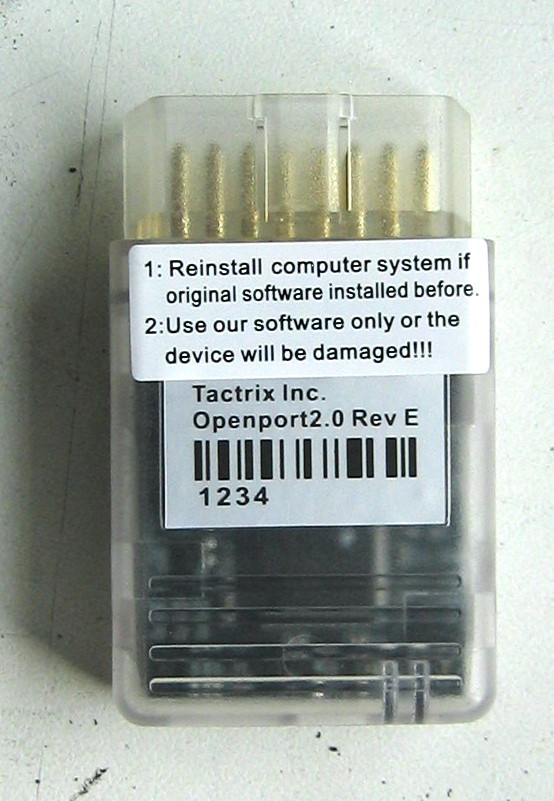 1: Reinstall computer system if
original software installed before.
2:Use our software only or the
device will be damaged!!!
Tactrix Inc.
Openport2.0 Rev E
1234